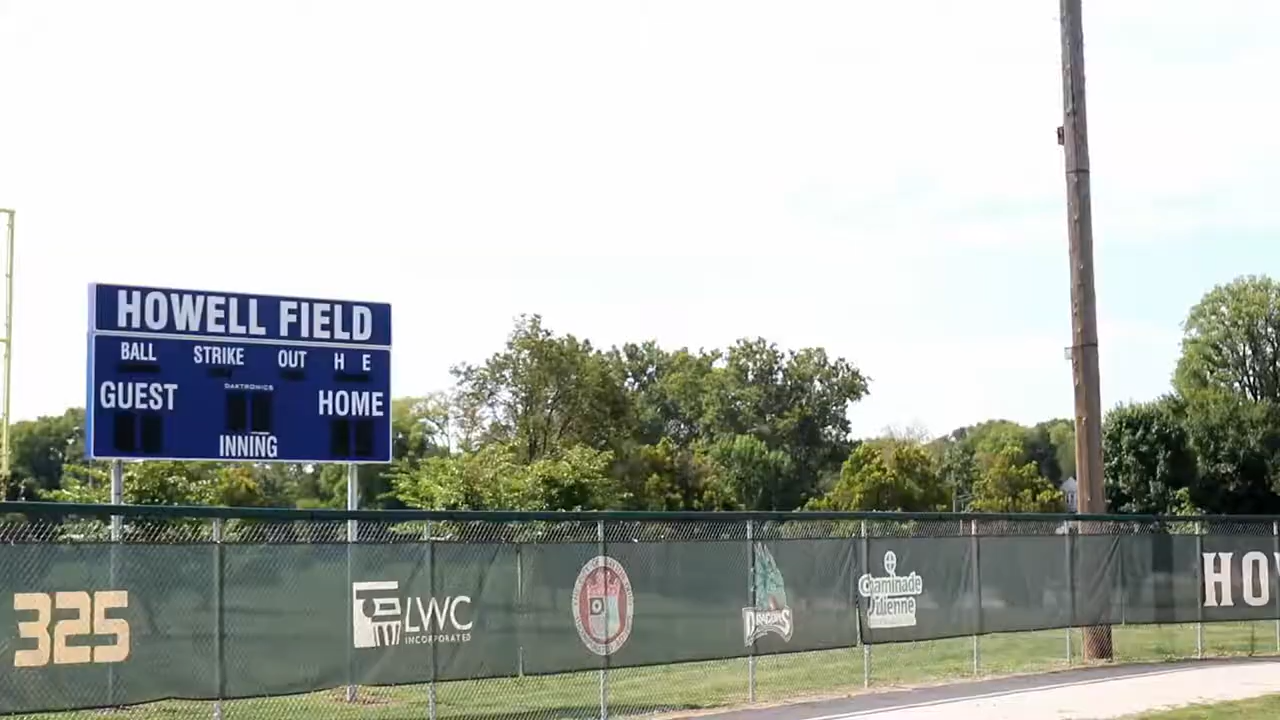 HOWELL FIELD
BALL STRIKE OUT H E
GUEST DAKTRONICS HOME
INNING
325
LWC
INCORPORATED
DRAGONS
Chaminade
Julienne
HO